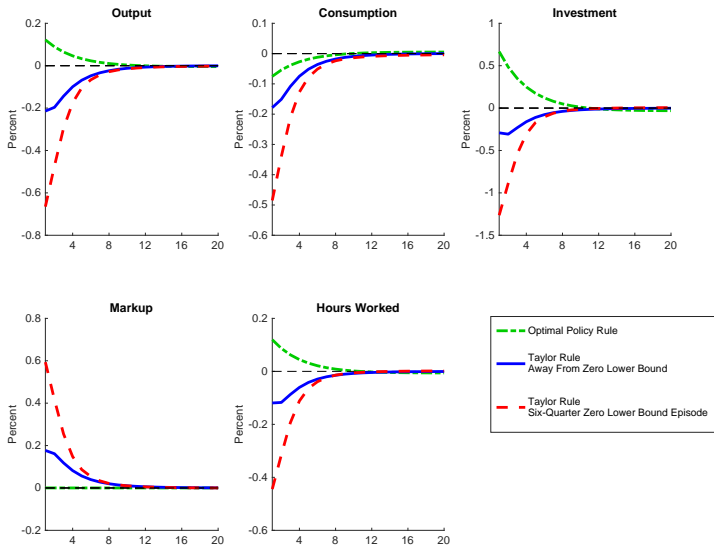 Output
Percent
0.2
0
-0.2
-0.4
-0.6
-0.8
4 8 12 16 20
Consumption
Percent
0.1
0
-0.1
-0.2
-0.3
-0.4
-0.5
-0.6
4 8 12 16 20
Investment
Percent
1
0.5
0
-0.5
-1
-1.5
4 8 12 16 20
Markup
Percent
0.8
0.6
0.4
0.2
0
-0.2
4 8 12 16 20
Hours Worked
Percent
0.2
0
-0.2
-0.4
-0.6
4 8 12 16 20
Optimal Policy Rule
Taylor Rule
Away From Zero Lower Bound
Taylor Rule
Six-Quarter Zero Lower Bound Episode